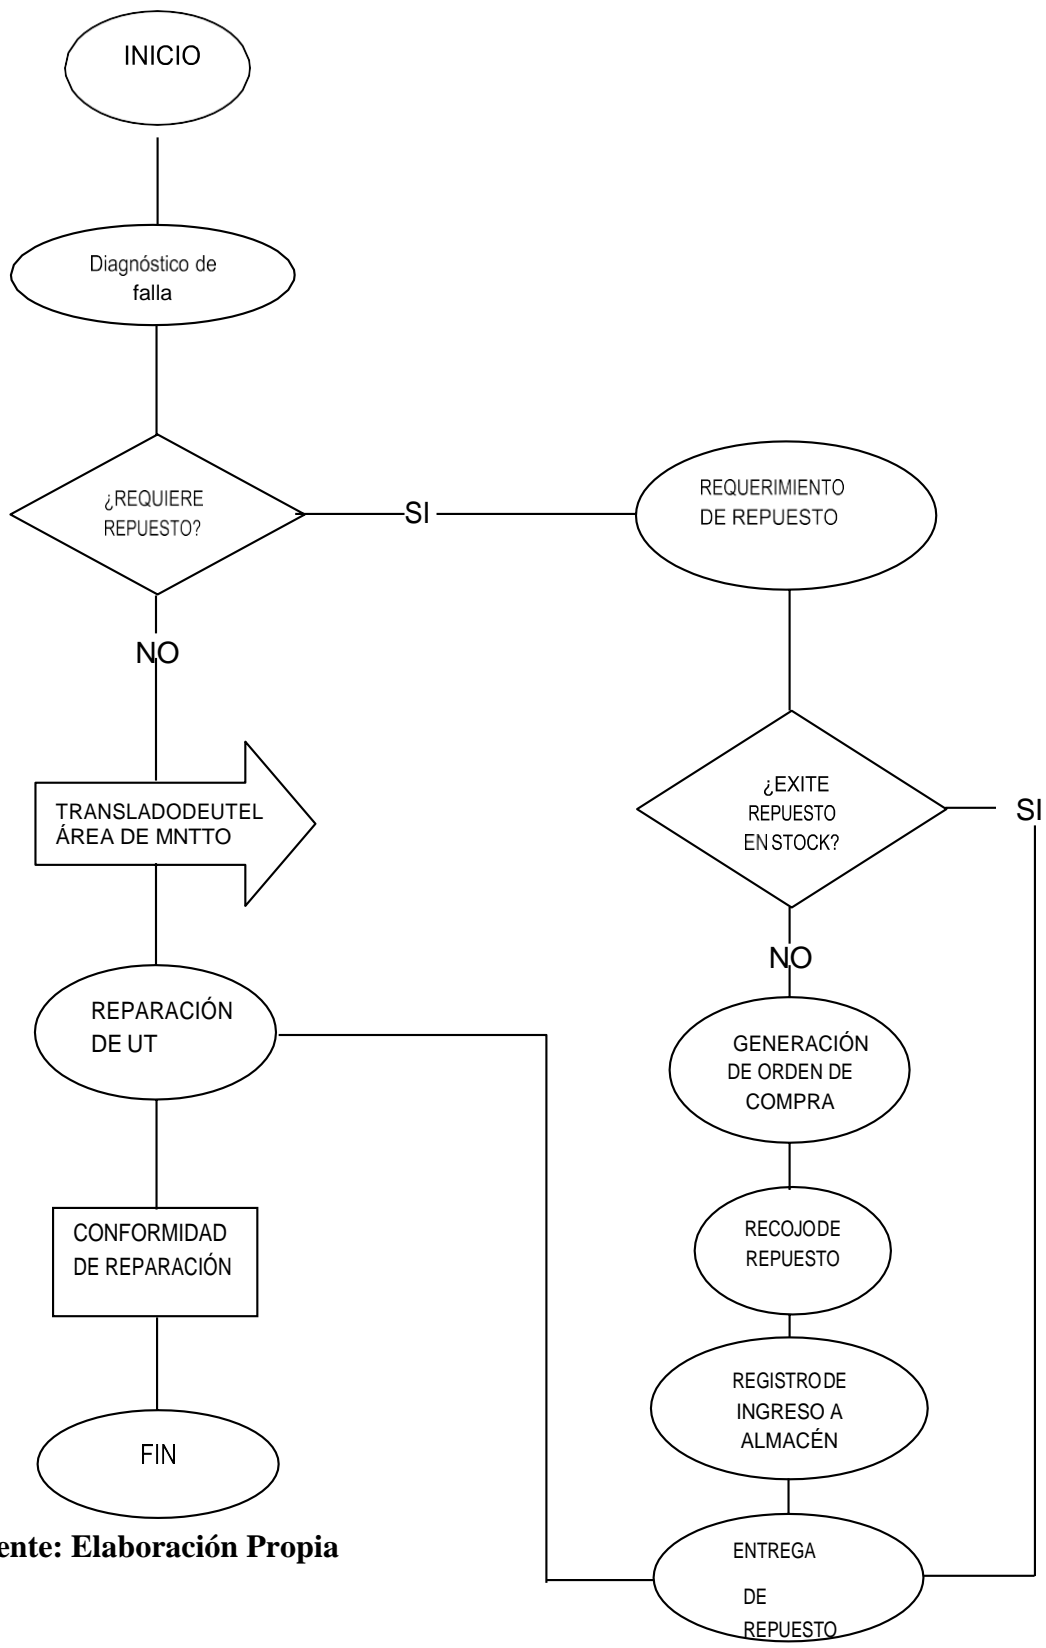 INICIO
Diagnóstico de
falla
¿REQUIERE
REPUESTO?
SI
REQUERIMIENTO
DE REPUESTO
NO
TRANSLADODEUTEL
ÁREA DE MNTTO
¿EXITE
REPUESTO
EN STOCK?
SI
NO
REPARACIÓN
DE UT
GENERACIÓN
DE ORDEN DE
COMPRA
CONFORMIDAD
DE REPARACIÓN
RECOJO DE
REPUESTO
REGISTRO DE
INGRESO A
ALMACÉN
FIN
ENTREGA
DE
REPUESTO
ente: Elaboración Propia